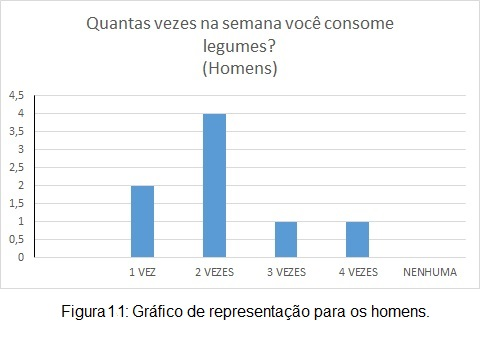 Quantas vezes na semana você consome
legumes?
(Homens)
4,5
4
3,5
3
2,5
2
1,5
1
0,5
0
1 VEZ 2 VEZES 3 VEZES 4 VEZES NENHUMA
Figura11: Gráfico de representação para os homens.